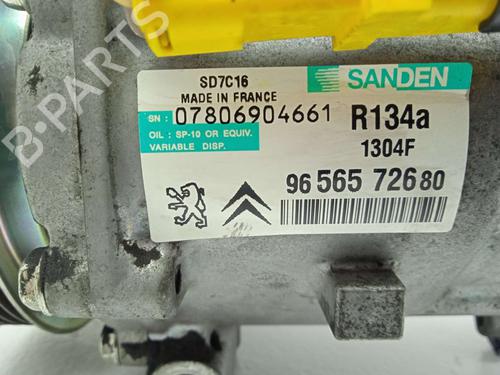 SD7C16
MADE IN FRANCE
SANDEN
SN : 07806904661
R134a
OIL : SP-10 OR EQUIV.
VARIABLE DISP.
1304F
96 565 726 80
B-PARTS